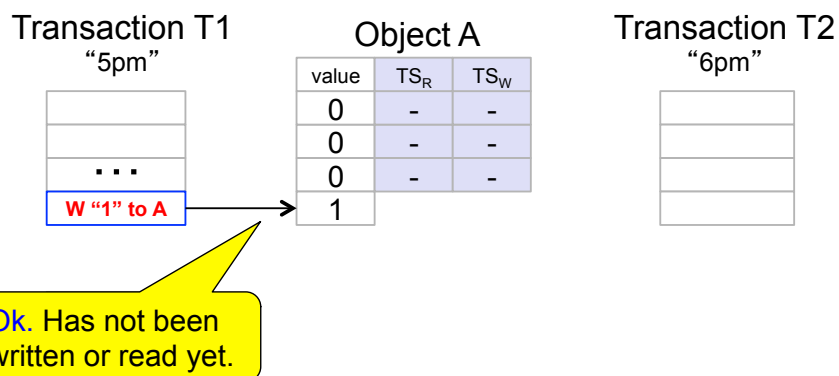 Transaction T1
“5pm”
Object A
Transaction T2
“6pm”
value TSR TSW
0 - -
0 - -
0 - -
1
...
W “1” to A
Ok. Has not been
written or read yet.